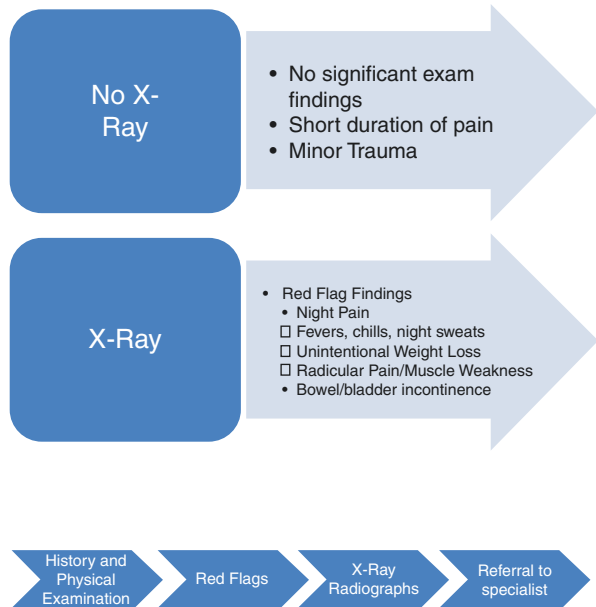 No X-
Ray
• No significant exam
findings
• Short duration of pain
• Minor Trauma
X-Ray
• Red Flag Findings
• Night Pain
□ Fevers, chills, night sweats
□ Unintentional Weight Loss
□ Radicular Pain/Muscle Weakness
• Bowel/bladder incontinence
History and
Physical
Examination
Red Flags
X-Ray
Radiographs
Referral to
specialist